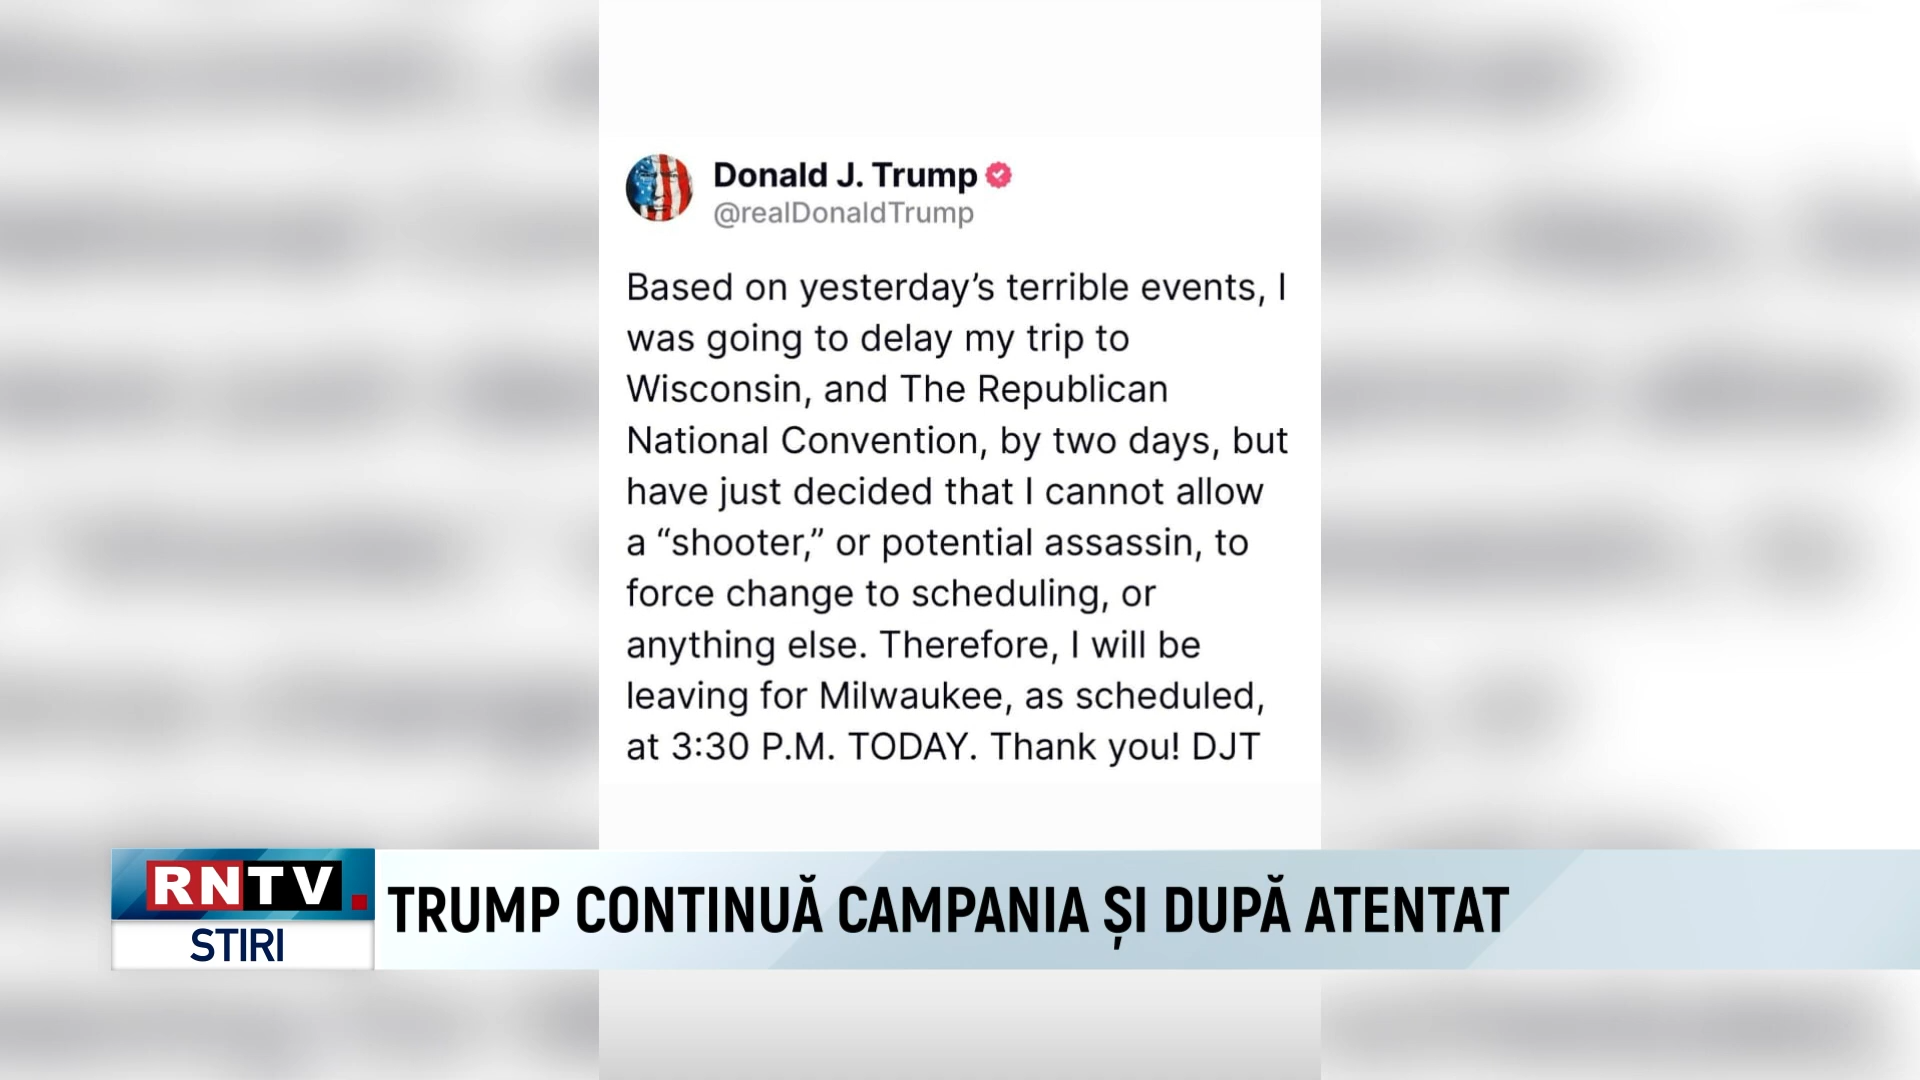 Donald J. Trump
@realDonaldTrump
Based on yesterday’s terrible events, I
was going to delay my trip to
Wisconsin, and The Republican
National Convention, by two days, but
have just decided that I cannot allow
a “shooter,” or potential assassin, to
force change to scheduling, or
anything else. Therefore, I will be
leaving for Milwaukee, as scheduled,
at 3:30 P.M. TODAY. Thank you! DJT
RNTV.
STIRI
TRUMP CONTINUĂ CAMPANIA ȘI DUPĂ ATENTAT